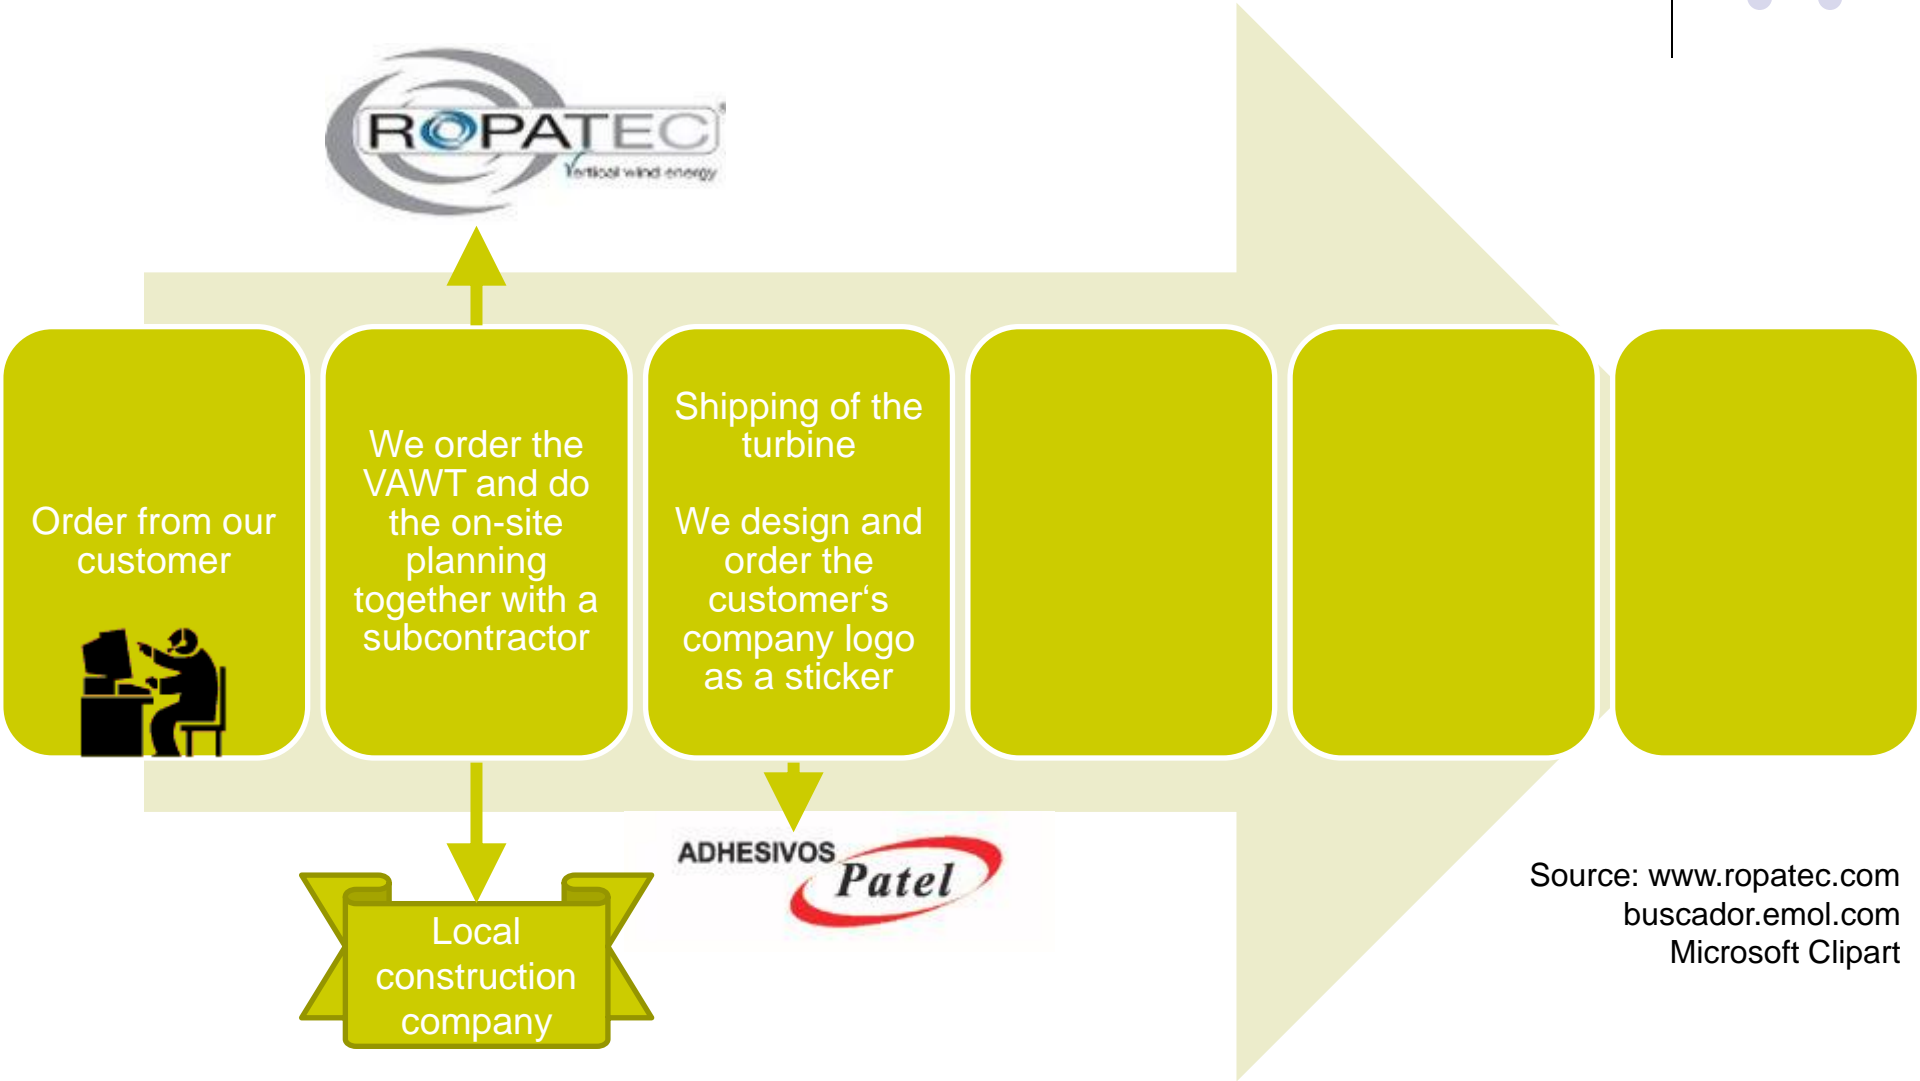 ROPATEC
Vertical wind energy
Order from our
customer
We order the
VAWT and do
the on-site
planning
together with a
subcontractor
Shipping of the
turbine
We design and
order the
customer‘s
company logo
as a sticker
Local
construction
company
ADHESIVOS
Patel
Source: www.ropatec.com
buscador.emol.com
Microsoft Clipart